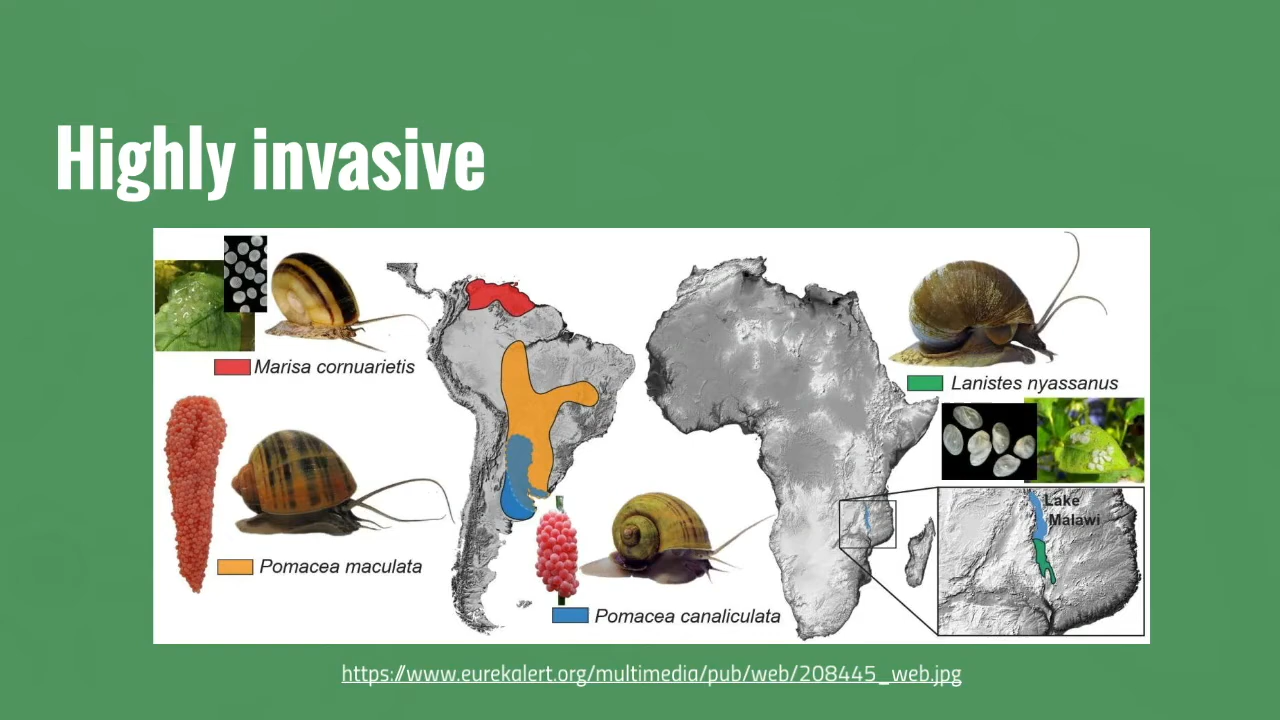 Highly invasive
Marisa cornuarietis
Lanistes nyassanus
Lake
Malawi
Pomacea maculata
Pomacea canaliculata
https://www.eurekalert.org/multimedia/pub/web/208445_web.jpg